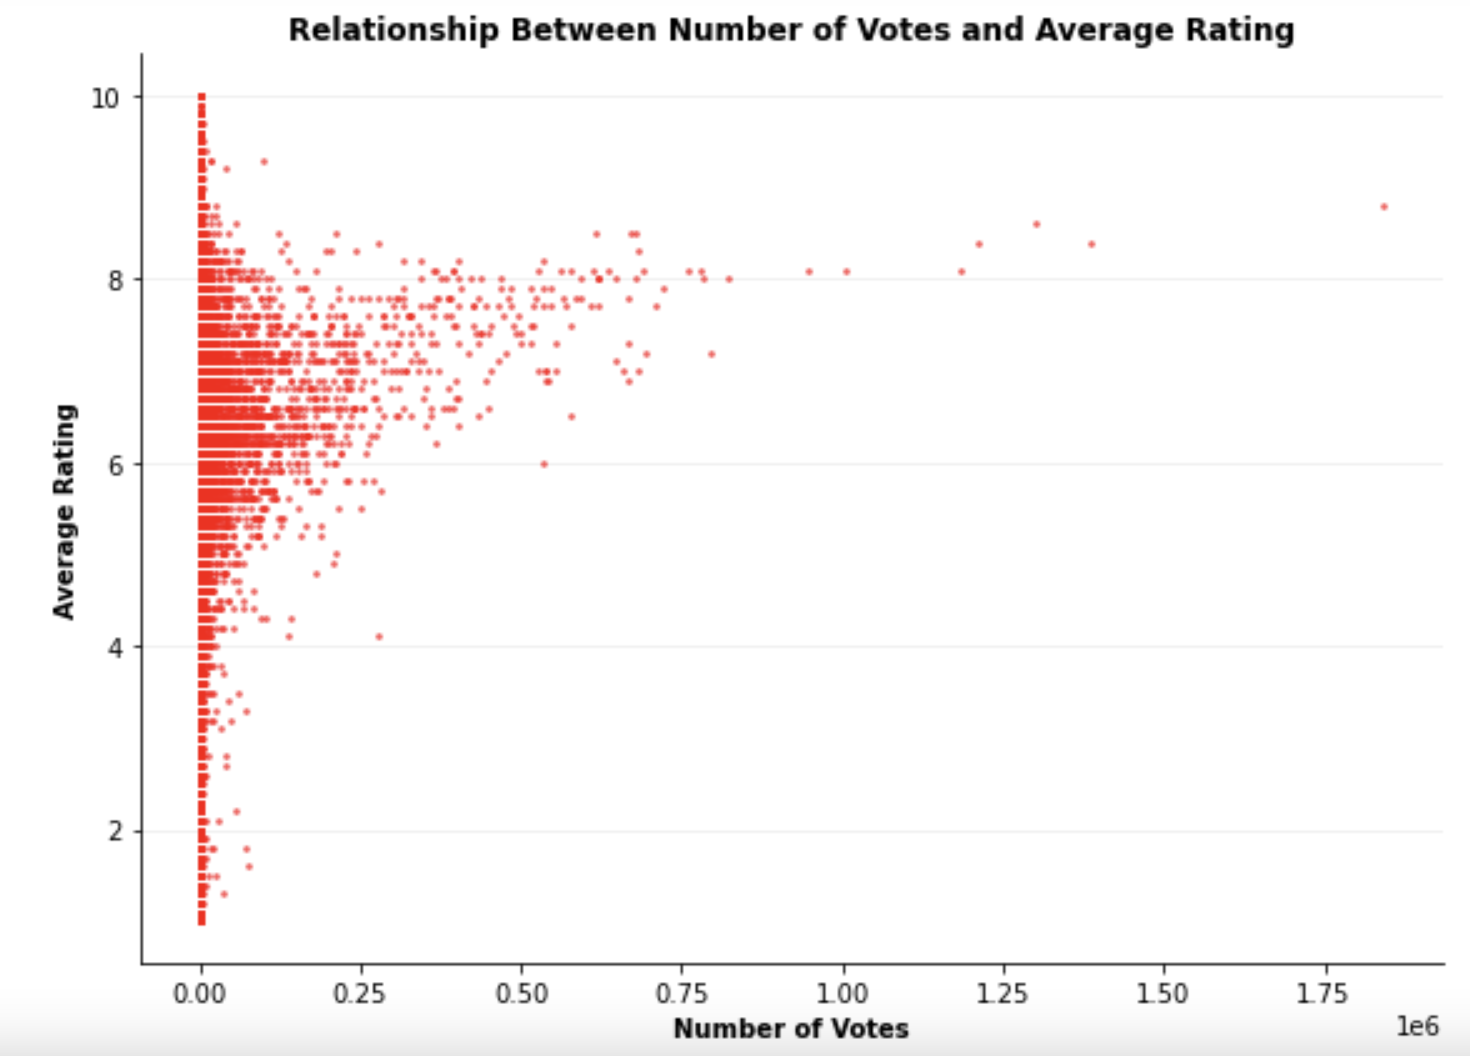 Relationship Between Number of Votes and Average Rating
10
8
6
4
2
Average Rating
0.00 0.25 0.50 0.75 1.00 1.25 1.50 1.75
1e6
Number of Votes